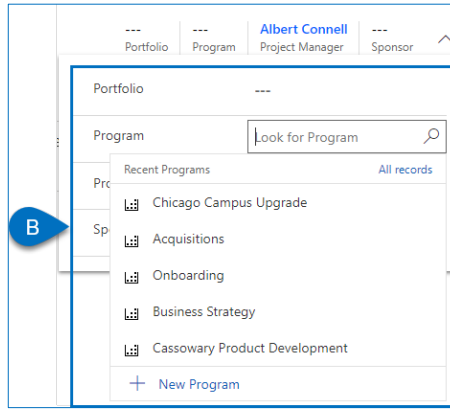 --- --- Albert Connell ---
Portfolio Program Project Manager Sponsor
Portfolio ---
Program Look for Program
Recent Programs All records
Chicago Campus Upgrade
Acquisitions
Onboarding
Business Strategy
Cassowary Product Development
+ New Program
B